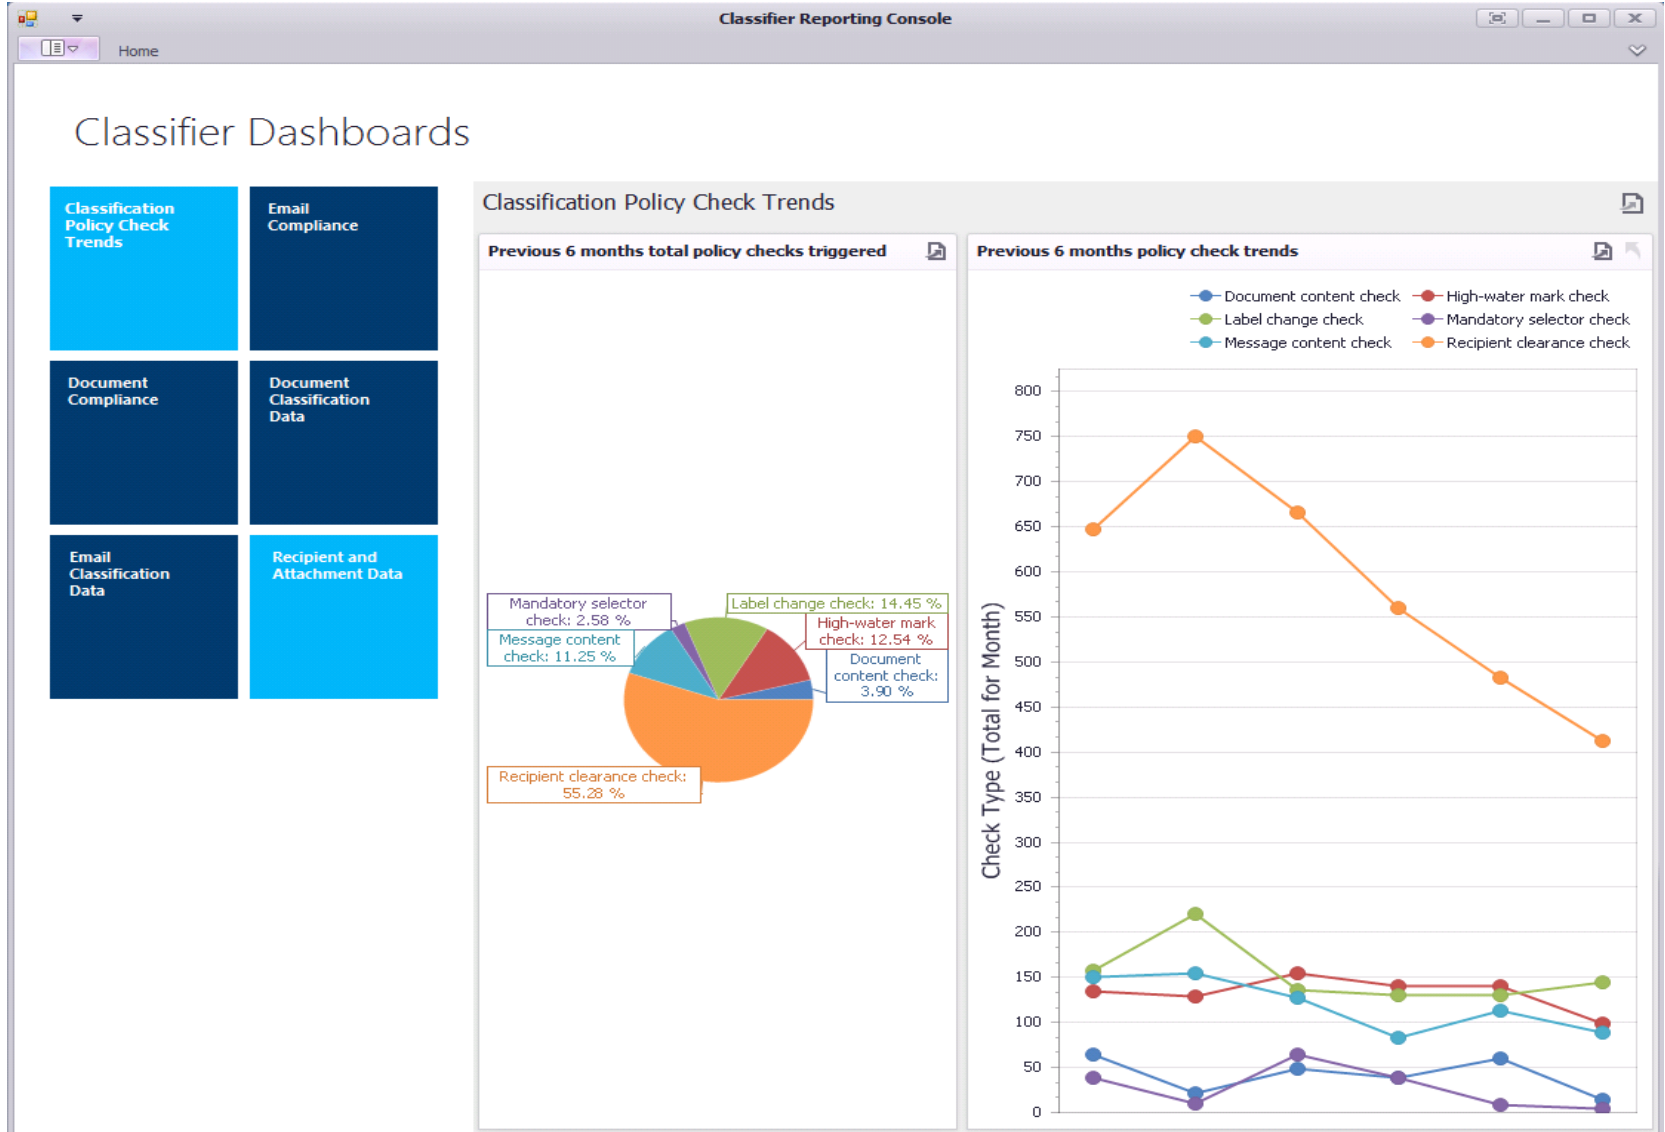 Classifier Reporting Console
Home
Classifier Dashboards
Classification
Policy Check
Trends
Email
Compliance
Document
Compliance
Document
Classification
Data
Email
Classification
Data
Recipient and
Attachment Data
Classification Policy Check Trends
Previous 6 months total policy checks triggered
Mandatory selector
check: 2.58 %
Label change check: 14.45 %
High-water mark
check: 12.54 %
Message content
check: 11.25 %
Document
content check:
3.90 %
Recipient clearance check:
55.28 %
Previous 6 months policy check trends
Document content check
High-water mark check
Label change check
Mandatory selector check
Message content check
Recipient clearance check
Check Type (Total for Month)
800
750
700
650
600
550
500
450
400
350
300
250
200
150
100
50
0